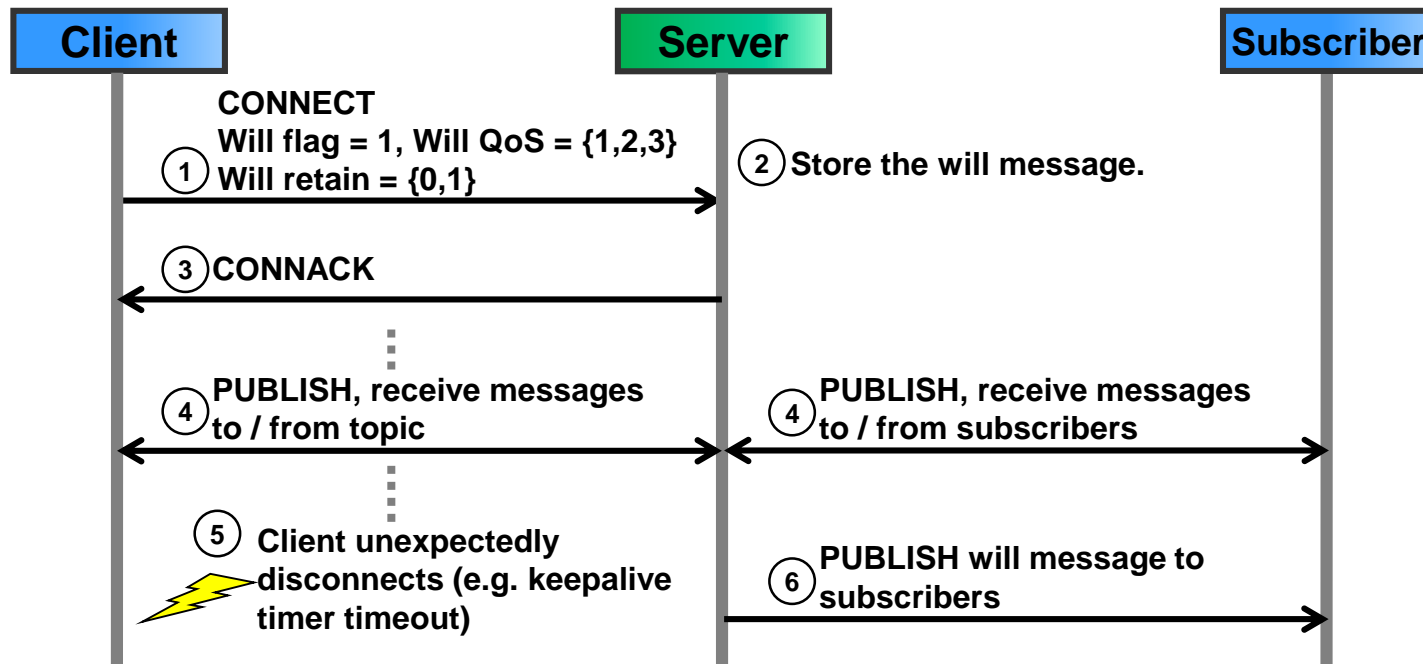 Client
Server
Subscriber
CONNECT
Will flag = 1, Will QoS = {1,2,3}
1
Will retain = {0,1}
2 Store the will message.
3 CONNACK
4 PUBLISH, receive messages
to / from topic
4 PUBLISH, receive messages
to / from subscribers
5 Client unexpectedly
disconnects (e.g. keepalive
timer timeout)
6 PUBLISH will message to
subscribers